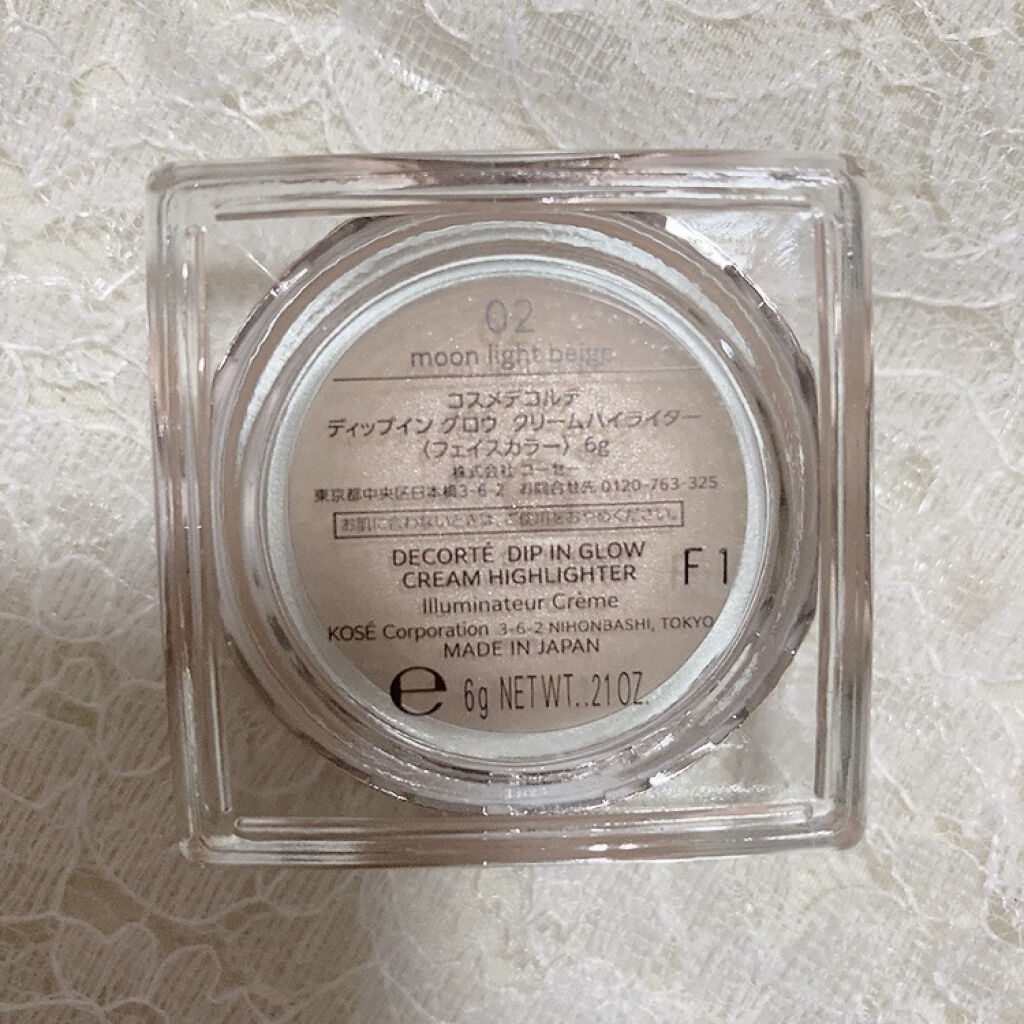 02
moon light beige
コスメデコルテ
ディップイン グロウ クリームハイライター
〈フェイスカラー〉 6g
株式会社 コーセー
東京都中央区日本橋3-6-2 お問合せ先 0120-763-325
お肌に合わないときは、ご使用をおやめください。
DECORTÉ DIP IN GLOW
CREAM HIGHLIGHTER
F1
Illuminateur Crème
KOSÉ Corporation 3-6-2 NIHONBASHI, TOKYO
MADE IN JAPAN
℮ 6g NET WT..21 OZ.